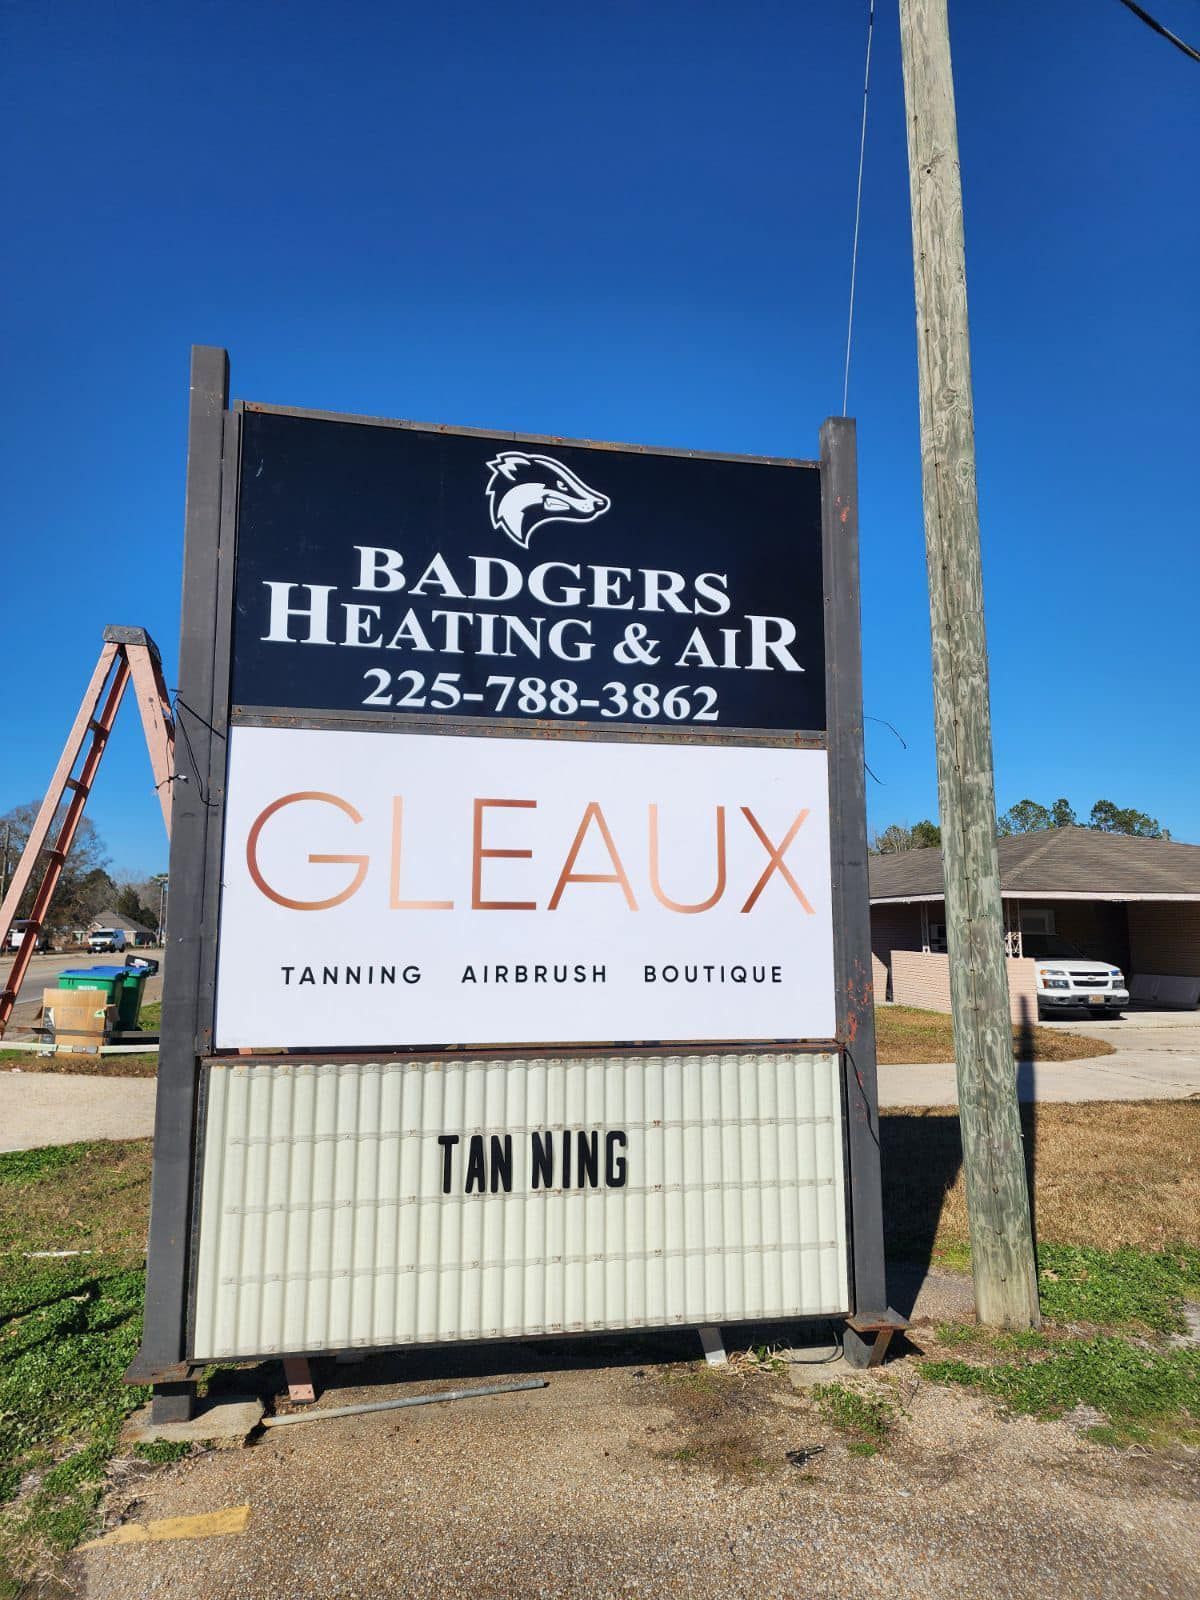 BADGERS
HEATING & AIR
225-788-3862
GLEAUX
TANNING AIRBRUSH BOUTIQUE
TAN NING